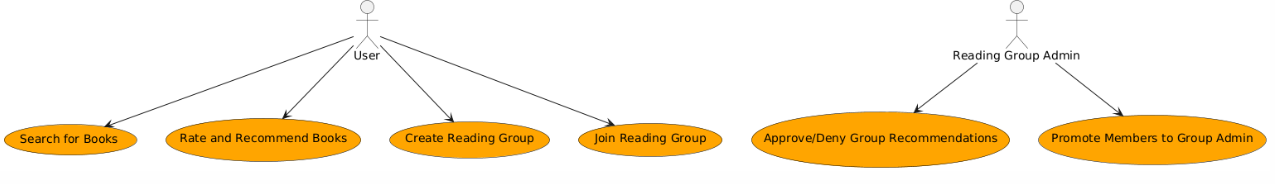 User
Reading Group Admin
Search for Books
Rate and Recommend Books
Create Reading Group
Join Reading Group
Approve/Deny Group Recommendations
Promote Members to Group Admin